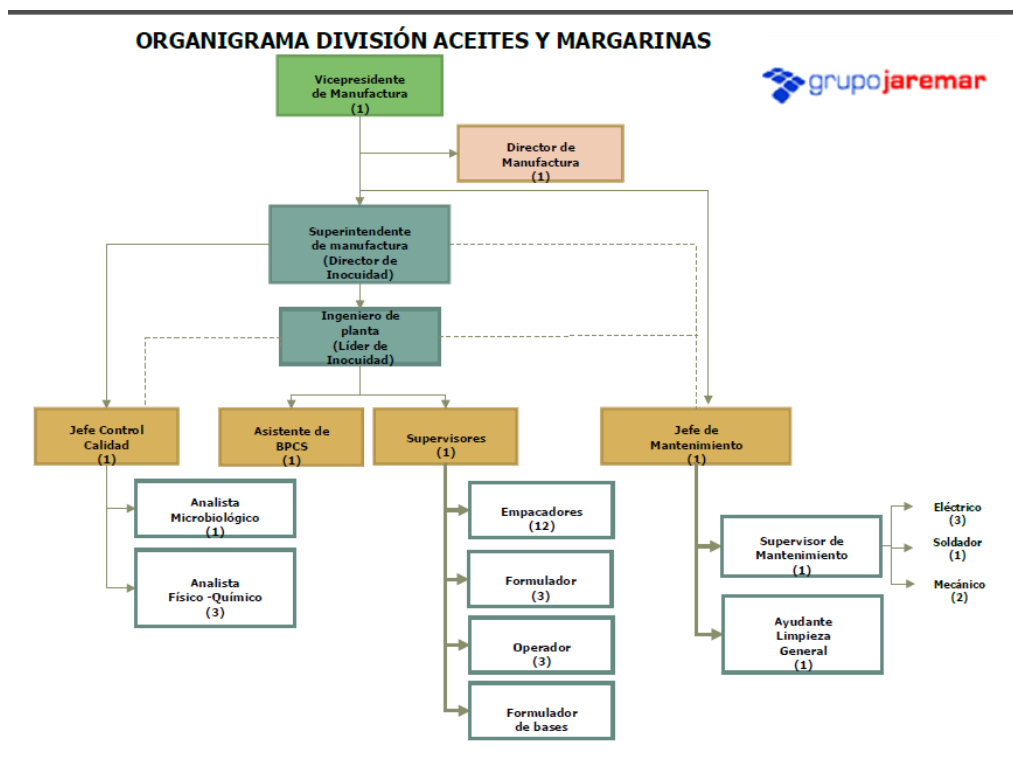 ORGANIGRAMA DIVISIÓN ACEITES Y MARGARINAS
grupojaremar
Vicepresidente
de Manufactura
(1)
Director de
Manufactura
(1)
Superintendente
de manufactura
(Director de
Inocuidad)
Ingeniero de
planta
(Líder de
Inocuidad)
Jefe Control
Calidad
(1)
Asistente de
BPCS
(1)
Supervisores
(1)
Jefe de
Mantenimiento
(1)
Analista
Microbiológico
(1)
Analista
Físico -Químico
(3)
Empacadores
(12)
Formulador
(3)
Operador
(3)
Formulador
de bases
Supervisor de
Mantenimiento
(1)
Ayudante
Limpieza
General
(1)
Eléctrico
(3)
Soldador
(1)
Mecánico
(2)